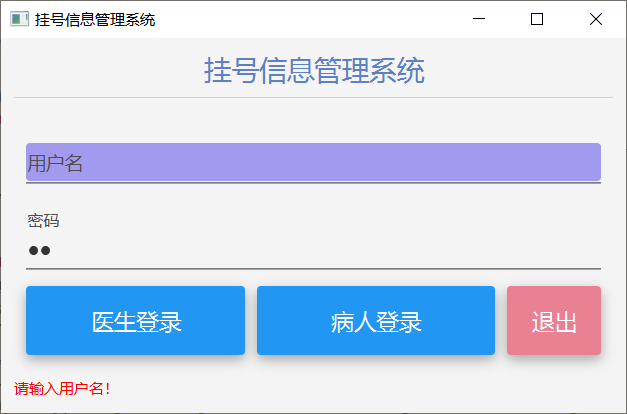 挂号信息管理系统
挂号信息管理系统
用户名
密码
医生登录 病人登录 退出
请输入用户名!